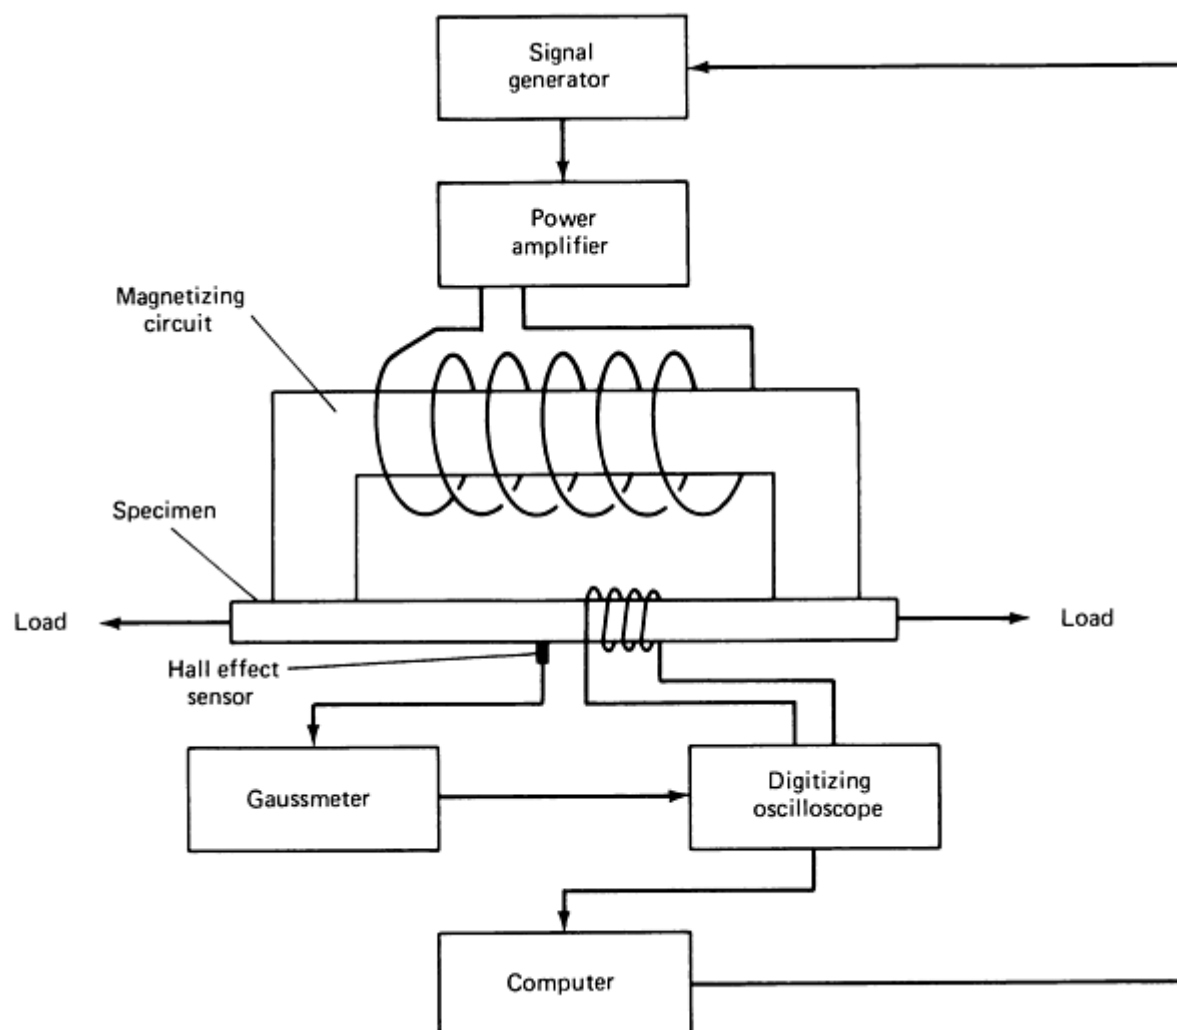 Signal
generator
Power
amplifier
Magnetizing
circuit
Specimen
Load
Load
Hall effect
sensor
Gaussmeter
Digitizing
oscilloscope
Computer